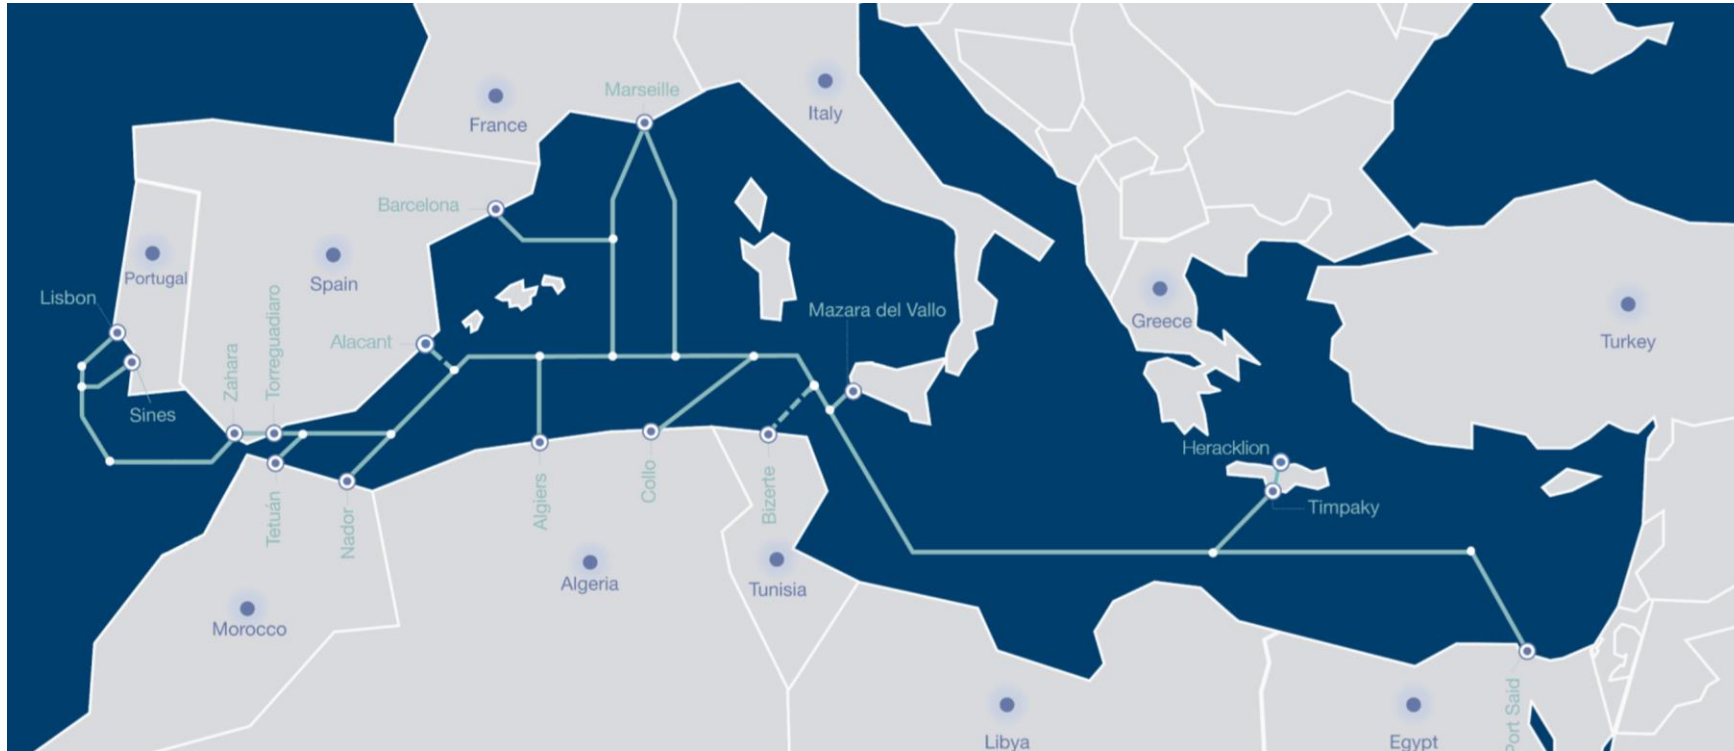 Marseille
Italy
France
Barcelona
Portugal
Spain
Lisbon
Mazara del Vallo
Greece
Turkey
Alacant
Zahara
Torreguadiaro
Sines
Heracklion
Timpaky
Tetuán
Nador
Algiers
Collo
Bizerte
Algeria
Tunisia
Morocco
Port Said
Libya
Egypt